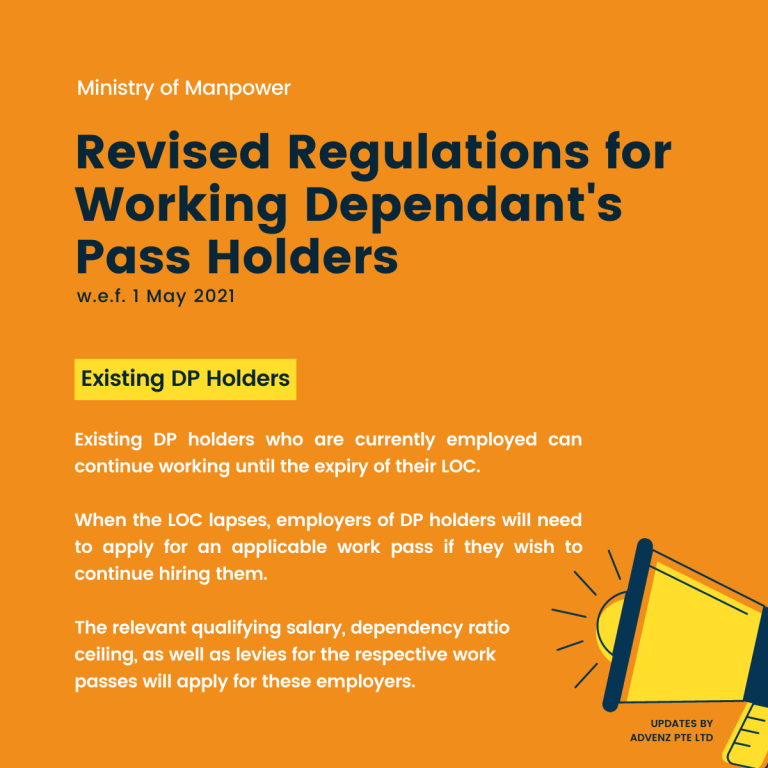 Ministry of Manpower
Revised Regulations for
Working Dependant's
Pass Holders
w.e.f. 1 May 2021
Existing DP Holders
Existing DP holders who are currently employed can
continue working until the expiry of their LOC.
When the LOC lapses, employers of DP holders will need
to apply for an applicable work pass if they wish to
continue hiring them.
The relevant qualifying salary, dependency ratio
ceiling, as well as levies for the respective work
passes will apply for these employers.
UPDATES BY
ADVENZ PTE LTD